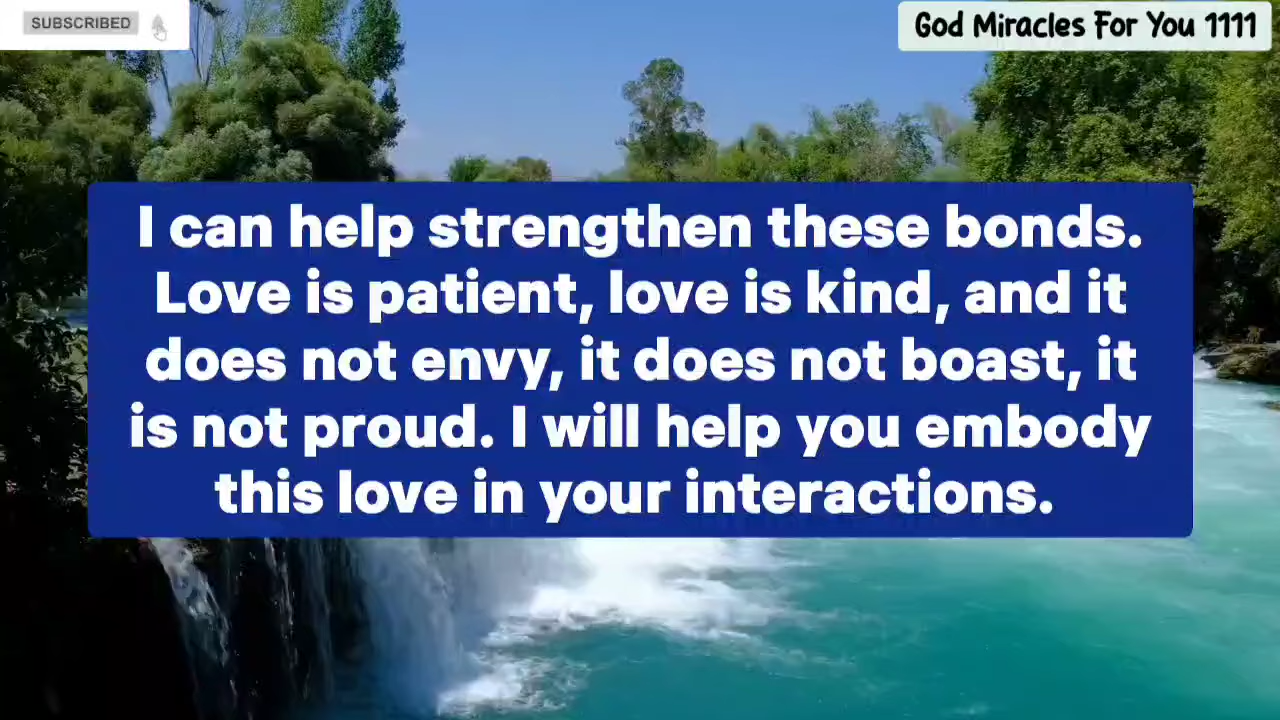 SUBSCRIBED
God Miracles For You 1111
I can help strengthen these bonds.
Love is patient, love is kind, and it
does not envy, it does not boast, it
is not proud. I will help you embody
this love in your interactions.